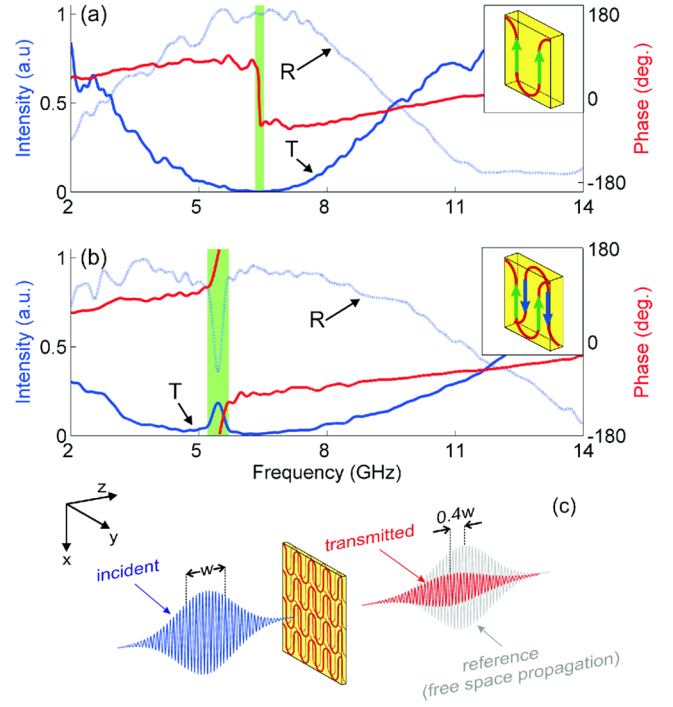 (a)
1
0.5
0
Intensity (a.u)
R
T
180
0
-180
Phase (deg.)
2 5 8 11 14
(b)
1
0.5
0
Intensity (a.u.)
R
T
180
0
-180
Phase (deg.)
2 5 8 11 14
Frequency (GHz)
(c)
z
y
x
incident
w
transmitted
0.4w
reference
(free space propagation)